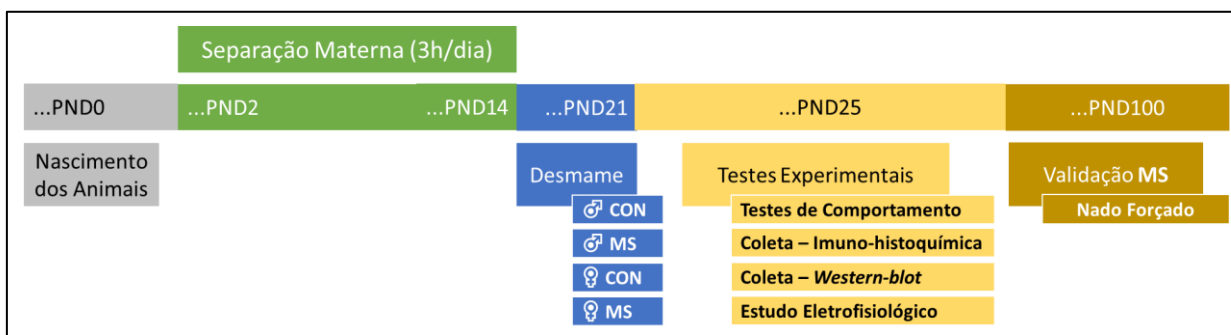 Separação Materna (3h/dia)
...PND0 ...PND2 ...PND14 ...PND21 ...PND25 ...PND100
Nascimento
dos Animais
Desmame
♂ CON
♂ MS
♀ CON
♀ MS
Testes Experimentais
Testes de Comportamento
Coleta – Imuno-histoquímica
Coleta – Western-blot
Estudo Eletrofisiológico
Validação MS
Nado Forçado